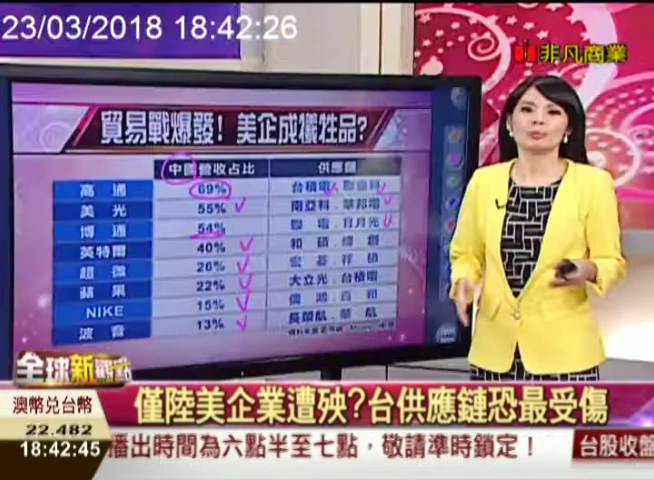 23/03/2018 18:42:26
非凡商業
貿易戰爆發！美企成犧牲品？
中國營收占比 供應鏈
高通 69% 台積電、聯發科
美光 55% 南亞科、華邦電
博通 54% 聯電、日月光
英特爾 40% 和碩、緯創
超微 26% 宏碁、祥碩
蘋果 22% 大立光、台積電
NIKE 15% 儒鴻、百和
波音 13% 長榮航、華航
全球新觀點
僅陸美企業遭殃？台供應鏈恐最受傷
澳幣兌台幣
22.482
18:42:45
播出時間為六點半至七點，敬請準時鎖定！
台股收盤